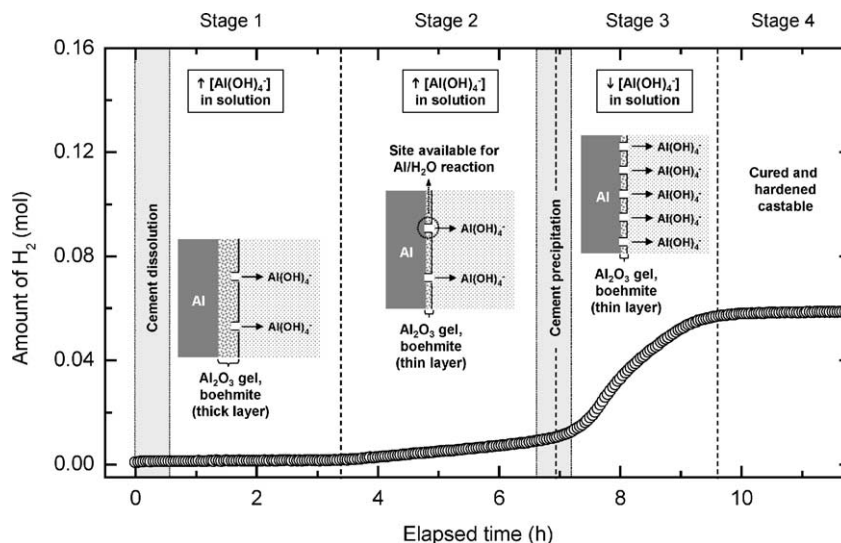 Stage 1 Stage 2 Stage 3 Stage 4
0.16
0.12
0.08
0.04
0.00
Amount of H₂ (mol)
Cement dissolution
↑ [Al(OH)₄⁻]
in solution
Al
Al(OH)₄⁻
Al(OH)₄⁻
Al₂O₃ gel,
boehmite
(thick layer)
↑ [Al(OH)₄⁻]
in solution
Site available for
Al/H₂O reaction
Al
Al(OH)₄⁻
Al(OH)₄⁻
Al₂O₃ gel,
boehmite
(thin layer)
Cement precipitation
↓ [Al(OH)₄⁻]
in solution
Al
Al(OH)₄⁻
Al(OH)₄⁻
Al(OH)₄⁻
Al(OH)₄⁻
Al(OH)₄⁻
Al₂O₃ gel,
boehmite
(thin layer)
Cured and
hardened
castable
0 2 4 6 8 10
Elapsed time (h)